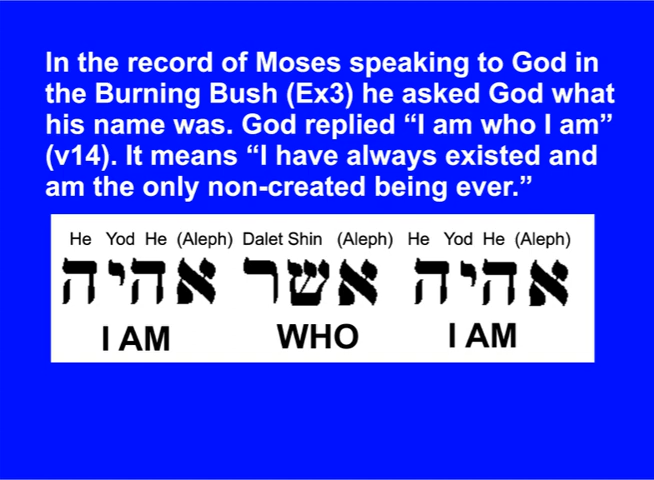 In the record of Moses speaking to God in
the Burning Bush (Ex3) he asked God what
his name was. God replied “I am who I am”
(v14). It means “I have always existed and
am the only non-created being ever.”
He Yod He (Aleph) Dalet Shin (Aleph) He Yod He (Aleph)
אהיה אשר אהיה
I AM WHO I AM